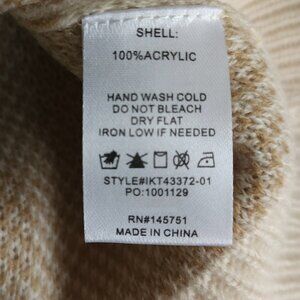 SHELL:
100%ACRYLIC
HAND WASH COLD
DO NOT BLEACH
DRY FLAT
IRON LOW IF NEEDED
STYLE#IKT43372-01
PO:1001129
RN#145751
MADE IN CHINA